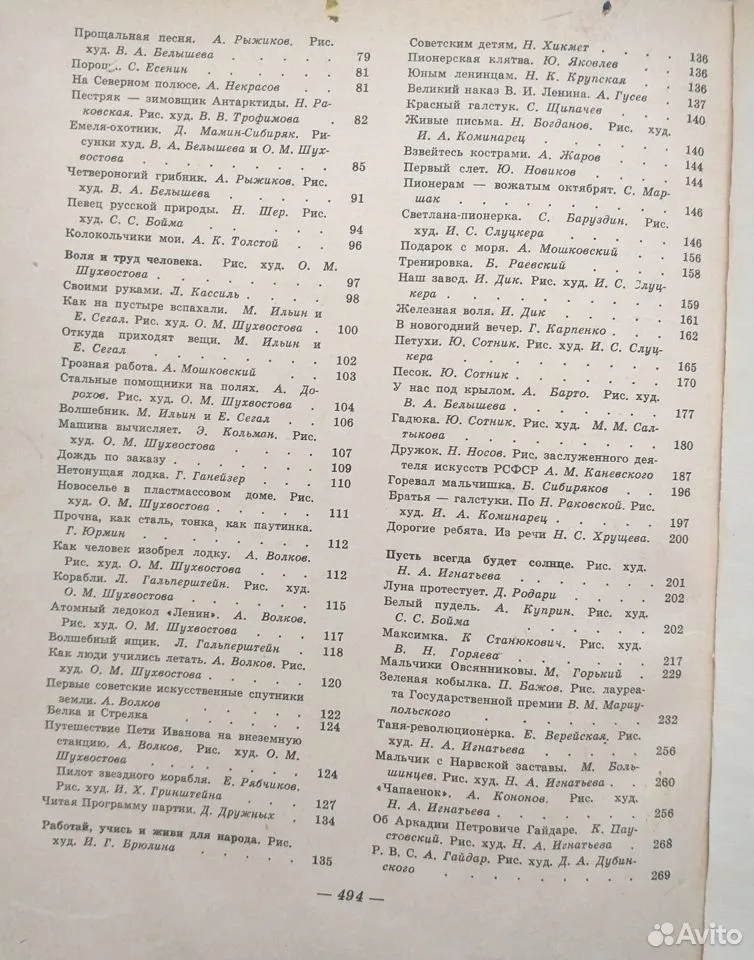 Прощальная песня. А. Рыжиков. Рис.
худ. В. А. Белышева . . . . . 79
Порош.. С. Есенин . . . . . 81
На Северном полюсе. А. Некрасов . . 81
Пестряк — зимовщик Антарктиды. Н. Ра-
ковская. Рис. худ. В. В. Трофимова . 82
Емеля-охотник. Д. Мамин-Сибиряк. Ри-
сунки худ. В. А. Белышева и О. М. Шух-
востова . . . . . . . . 85
Четвероногий грибник. А. Рыжиков. Рис.
худ. В. А. Белышева . . . . . 91
Певец русской природы. Н. Шер. Рис.
худ. С. С. Бойма . . . . . . 94
Колокольчики мои. А. К. Толстой . . 96
Воля и труд человека. Рис. худ. О. М.
Шухвостова . . . . . . . 97
Своими руками. Л. Кассиль . . . . 98
Как на пустыре вспахали. М. Ильин и
Е. Сегал. Рис. худ. О. М. Шухвостова . 100
Откуда приходят вещи. М. Ильин и
Е. Сегал . . . . . . . . 102
Грозная работа. А. Мошковский . . . 103
Стальные помощники на полях. А. До-
рохов. Рис. худ. О. М. Шухвостова . 104
Волшебник. М. Ильин и Е. Сегал . . 106
Машина вычисляет. Э. Кольман. Рис.
худ. О. М. Шухвостова . . . . 107
Дождь по заказу . . . . . . 109
Нетонущая лодка. Г. Ганейзер . . . 110
Новоселье в пластмассовом доме. Рис.
худ. О. М. Шухвостова . . . . . 111
Прочна, как сталь, тонка, как паутинка.
Г. Юрмин . . . . . . . . 112
Как человек изобрел лодку. А. Волков.
Рис. худ. О. М. Шухвостова . . . 112
Корабли. Л. Гальперштейн. Рис. худ.
О. М. Шухвостова . . . . . . 115
Атомный ледокол «Ленин». А. Волков.
Рис. худ. О. М. Шухвостова . . . 117
Волшебный ящик. Л. Гальперштейн . . 118
Как люди учились летать. А. Волков. Рис.
худ. О. М. Шухвостова . . . . . 120
Первые советские искусственные спутники
земли. А. Волков . . . . . . 122
Белка и Стрелка . . . . . . 124
Путешествие Пети Иванова на внеземную
станцию. А. Волков. Рис. худ. О. М.
Шухвостова . . . . . . . 124
Пилот звездного корабля. Е. Рябчиков.
Рис. худ. И. Х. Гринштейна . . . 127
Читая Программу партии. Д. Дружных . 134
Работай, учись и живи для народа. Рис.
худ. И. Г. Брюлина . . . . . 135
Советским детям. Н. Хикмет . . . . 136
Пионерская клятва. Ю. Яковлев . . . 136
Юным ленинцам. Н. К. Крупская . . 136
Великий наказ В. И. Ленина. А. Гусев . 137
Красный галстук. С. Щипачев . . . 140
Живые письма. Н. Богданов. Рис. худ.
И. А. Коминарец . . . . . . 140
Взвейтесь кострами. А. Жаров . . . 144
Первый слет. Ю. Новиков . . . . 144
Пионерам — вожатым октябрят. С. Мар-
шак . . . . . . . . . 146
Светлана-пионерка. С. Баруздин. Рис.
худ. И. С. Слуцкера . . . . . 146
Подарок с моря. А. Мошковский . . . 156
Тренировка. Б. Раевский . . . . 158
Наш завод. И. Дик. Рис. худ. И. С. Слуц-
кера . . . . . . . . . 159
Железная воля. И. Дик . . . . . 161
В новогодний вечер. Г. Карпенко . . . 162
Петухи. Ю. Сотник. Рис. худ. И. С. Слуц-
кера . . . . . . . . . 165
Песок. Ю. Сотник . . . . . . 170
У нас под крылом. А. Барто. Рис. худ.
В. А. Белышева . . . . . . 177
Гадюка. Ю. Сотник. Рис. худ. М. М. Сал-
тыкова . . . . . . . . 180
Дружок. Н. Носов. Рис. заслуженного дея-
теля искусств РСФСР А. М. Каневского 187
Горевал мальчишка. Б. Сибиряков . . 196
Братья — галстуки. По Н. Раковской. Рис.
худ. И. А. Коминарец . . . . . 197
Дорогие ребята. Из речи Н. С. Хрущева. 200
Пусть всегда будет солнце. Рис. худ.
Н. А. Игнатьева . . . . . . 201
Луна протестует. Д. Родари . . . . 202
Белый пудель. А. Куприн. Рис. худ.
С. С. Бойма . . . . . . . 202
Максимка. К Станюкович. Рис. худ.
В. Н. Горяева . . . . . . . 217
Мальчики Овсянниковы. М. Горький . 229
Зеленая кобылка. П. Бажов. Рис. лауреа-
та Государственной премии В. М. Мариу-
польского . . . . . . . . 232
Таня-революционерка. Е. Верейская. Рис.
худ. Н. А. Игнатьева . . . . . 256
Мальчик с Нарвской заставы. М. Боль-
шинцев. Рис. худ. Н. А. Игнатьева . . 260
«Чапаенок». А. Кононов. Рис. худ.
Н. А. Игнатьева . . . . . . 256
Об Аркадии Петровиче Гайдаре. К. Пау-
стовский. Рис. худ. Н. А. Игнатьева . 268
Р. В. С. А. Гайдар. Рис. худ. Д. А. Дубин-
ского . . . . . . . . . 269
— 494 —
Avito